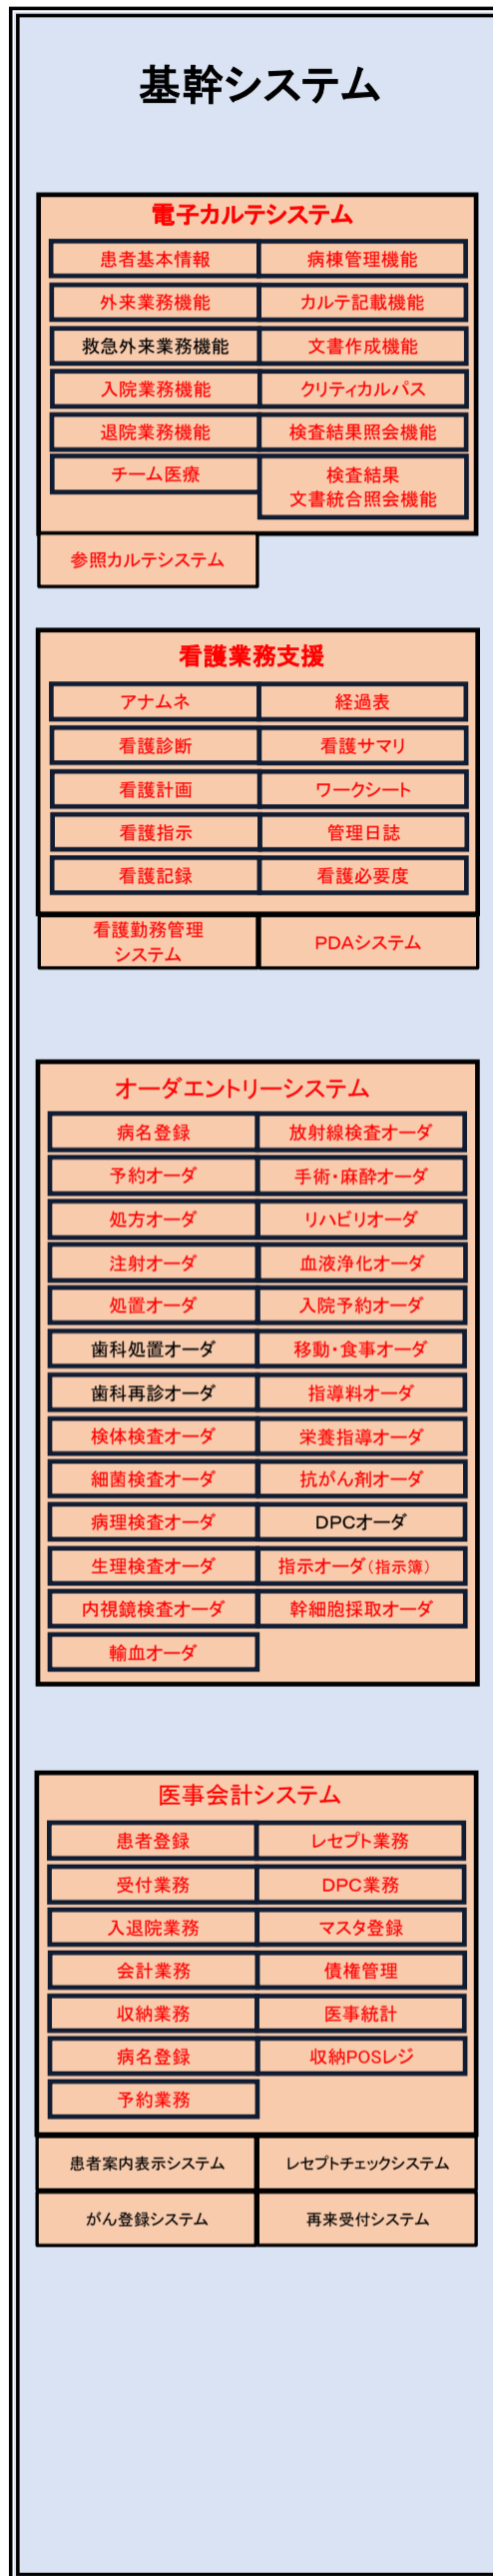 基幹システム
電子カルテシステム
患者基本情報 病棟管理機能
外来業務機能 カルテ記載機能
救急外来業務機能 文書作成機能
入院業務機能 クリティカルパス
退院業務機能 検査結果照会機能
チーム医療 検査結果
文書統合照会機能
参照カルテシステム
看護業務支援
アナムネ 経過表
看護診断 看護サマリ
看護計画 ワークシート
看護指示 管理日誌
看護記録 看護必要度
看護勤務管理
システム
PDAシステム
オーダエントリーシステム
病名登録 放射線検査オーダ
予約オーダ 手術・麻酔オーダ
処方オーダ リハビリオーダ
注射オーダ 血液浄化オーダ
処置オーダ 入院予約オーダ
歯科処置オーダ 移動・食事オーダ
歯科再診オーダ 指導料オーダ
検体検査オーダ 栄養指導オーダ
細菌検査オーダ 抗がん剤オーダ
病理検査オーダ DPCオーダ
生理検査オーダ 指示オーダ(指示簿)
内視鏡検査オーダ 幹細胞採取オーダ
輸血オーダ
医事会計システム
患者登録 レセプト業務
受付業務 DPC業務
入退院業務 マスタ登録
会計業務 債権管理
収納業務 医事統計
病名登録 収納POSレジ
予約業務
患者案内表示システム レセプトチェックシステム
がん登録システム 再来受付システム